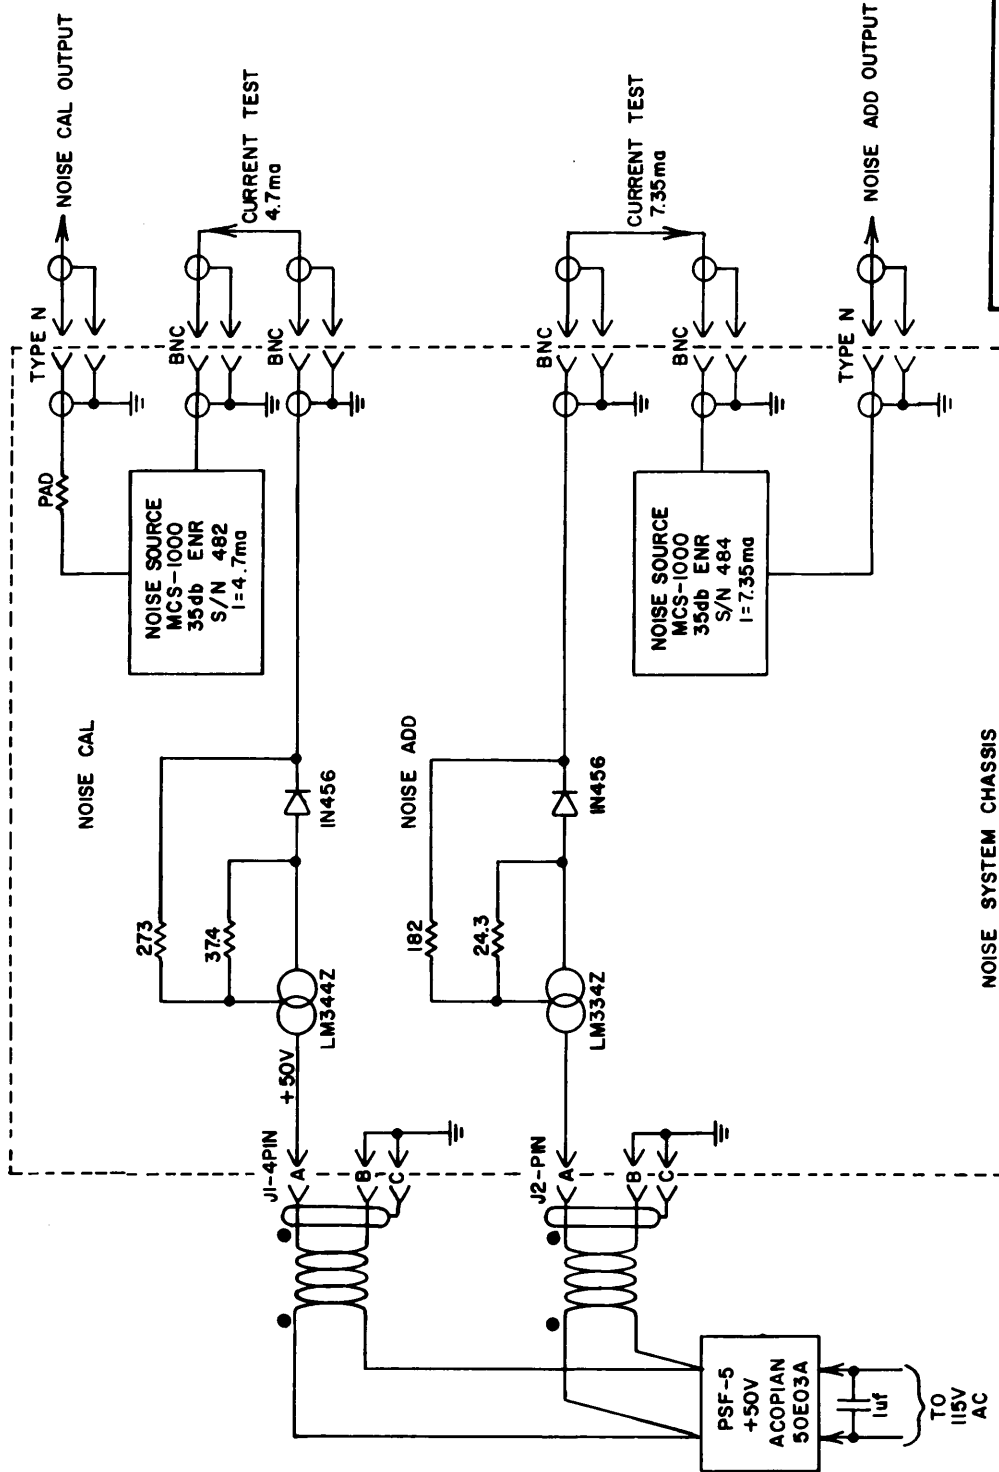 NOISE CAL OUTPUT
CURRENT TEST
4.7ma
CURRENT TEST
7.35ma
NOISE ADD OUTPUT
TYPE N
BNC
BNC
BNC
BNC
TYPE N
PAD
NOISE SOURCE
MCS-1000
35db ENR
S/N 482
I=4.7ma
NOISE SOURCE
MCS-1000
35db ENR
S/N 484
I=7.35ma
NOISE CAL
NOISE ADD
IN456
IN456
273
37.4
182
24.3
LM344Z
LM334Z
+50V
J1-4PIN
A
B
C
J2-PIN
A
B
C
NOISE SYSTEM CHASSIS
PSF-5
+50V
ACOPIAN
50E03A
1uf
TO
115V
AC